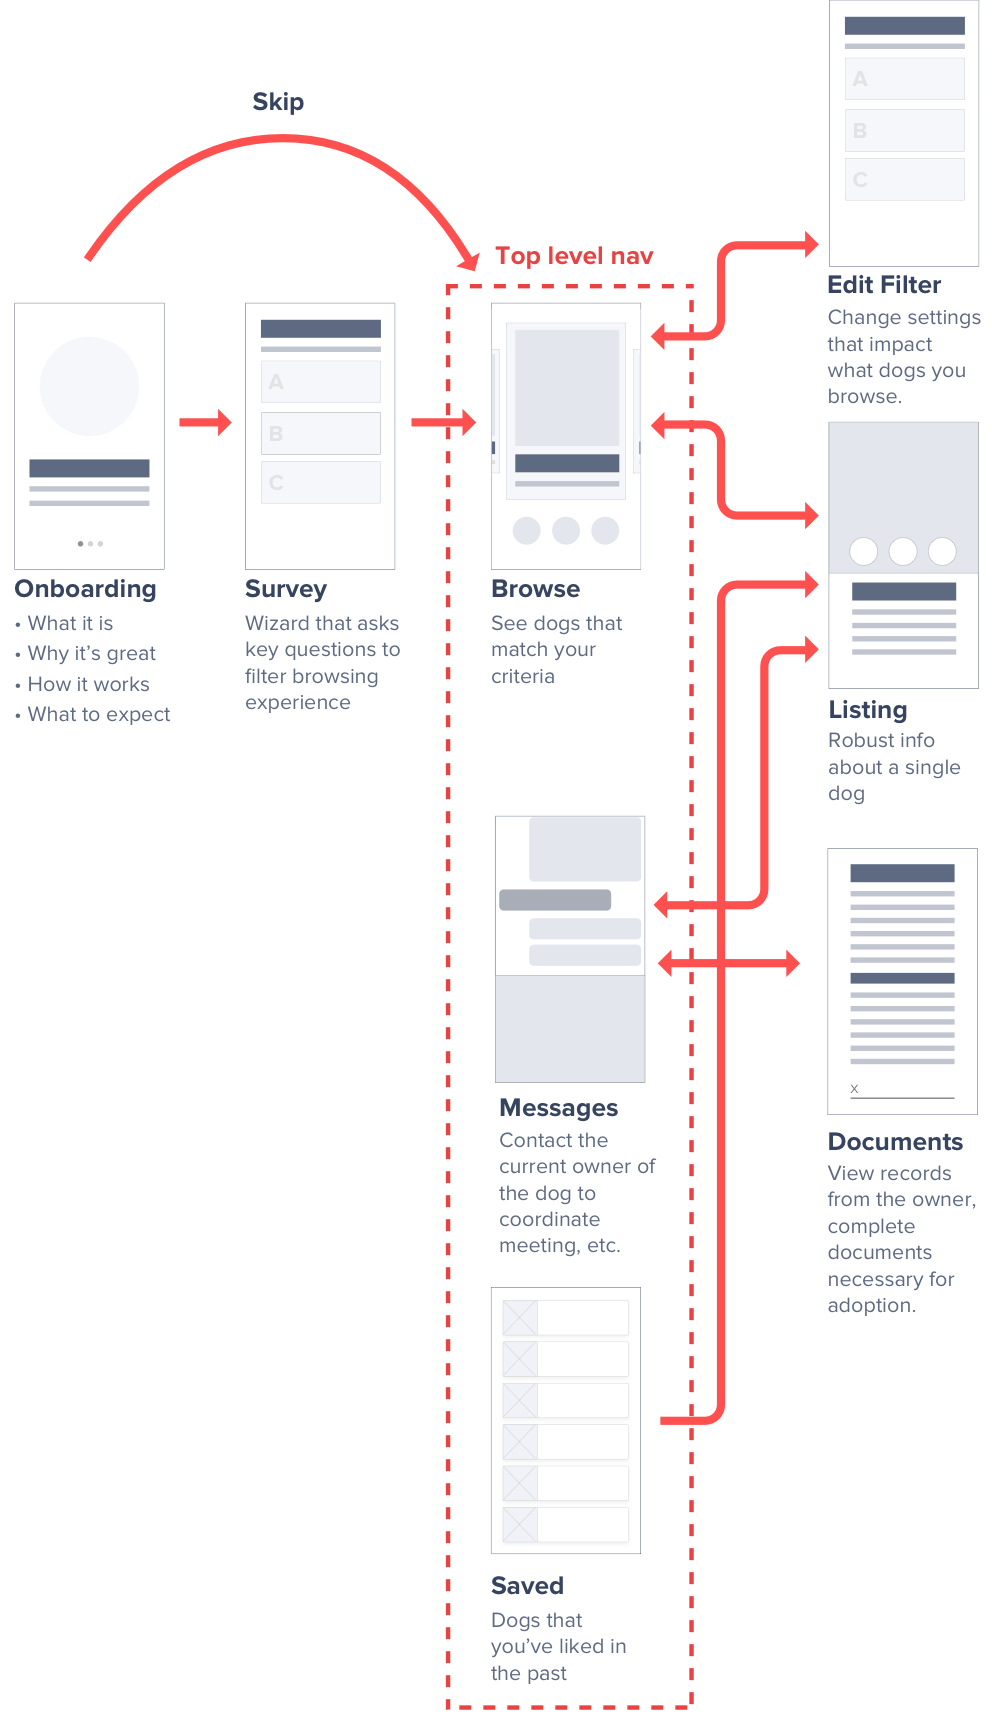 Skip
Top level nav
A
B
C
Edit Filter
Change settings
that impact
what dogs you
browse.
Onboarding
• What it is
• Why it's great
• How it works
• What to expect
A
B
C
Survey
Wizard that asks
key questions to
filter browsing
experience
Browse
See dogs that
match your
criteria
Listing
Robust info
about a single
dog
Messages
Contact the
current owner of
the dog to
coordinate
meeting, etc.
X
Documents
View records
from the owner,
complete
documents
necessary for
adoption.
Saved
Dogs that
you've liked in
the past